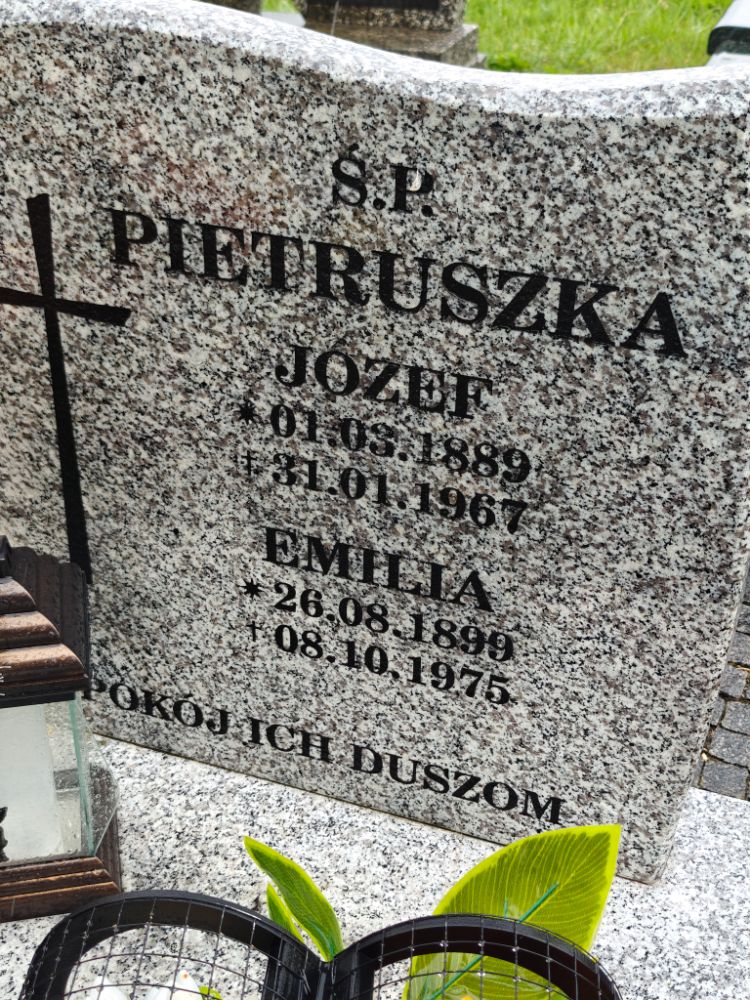 Ś.P.
PIETRUSZKA
JÓZEF
*01.03.1889
†31.01.1967
EMILIA
*26.08.1899
†08.10.1975
POKÓJ ICH DUSZOM